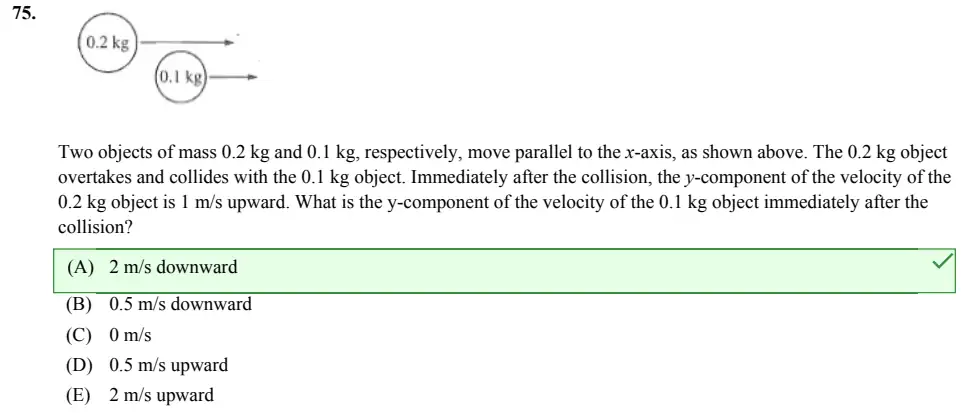 75.
0.2 kg
0.1 kg
Two objects of mass 0.2 kg and 0.1 kg, respectively, move parallel to the x-axis, as shown above. The 0.2 kg object
overtakes and collides with the 0.1 kg object. Immediately after the collision, the y-component of the velocity of the
0.2 kg object is 1 m/s upward. What is the y-component of the velocity of the 0.1 kg object immediately after the
collision?
(A) 2 m/s downward
(B) 0.5 m/s downward
(C) 0 m/s
(D) 0.5 m/s upward
(E) 2 m/s upward